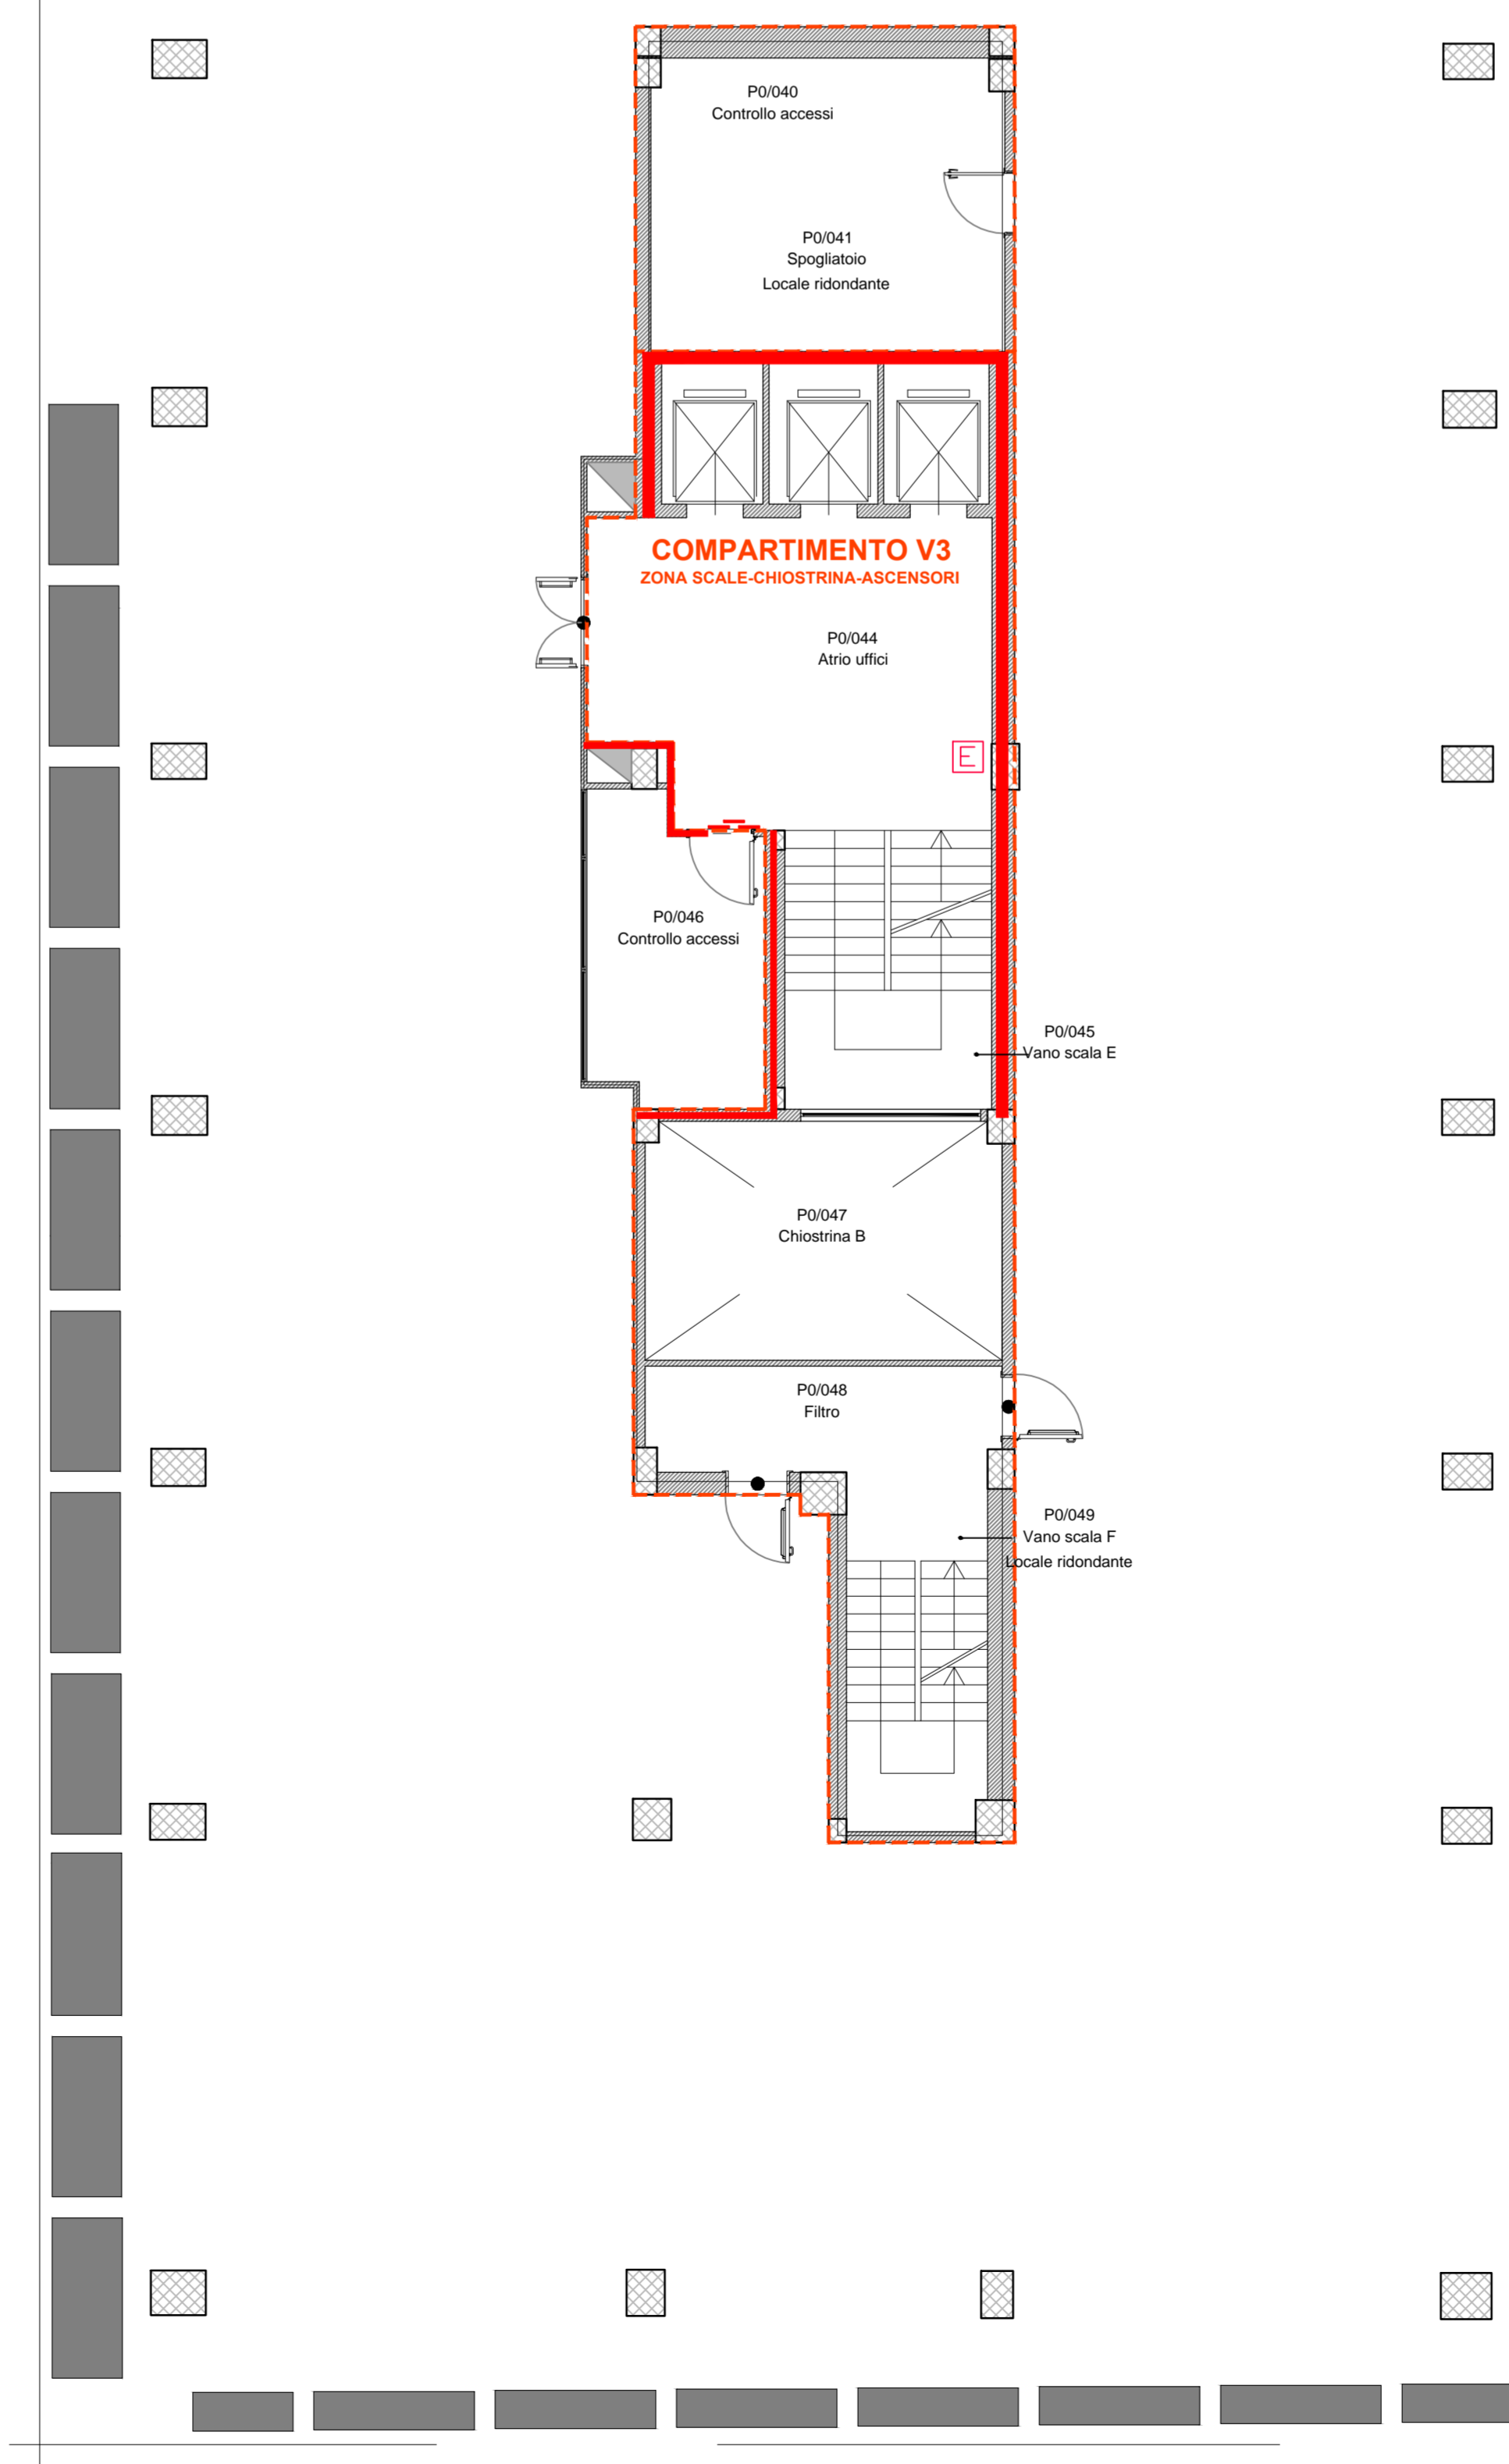 P0/040
Controllo accessi
P0/041
Spogliatoio
Locale ridondante
COMPARTIMENTO V3
ZONA SCALE-CHIOSTRINA-ASCENSORI
P0/044
Atrio uffici
E
P0/046
Controllo accessi
P0/045
Vano scala E
P0/047
Chiostrina B
P0/048
Filtro
P0/049
Vano scala F
Locale ridondante